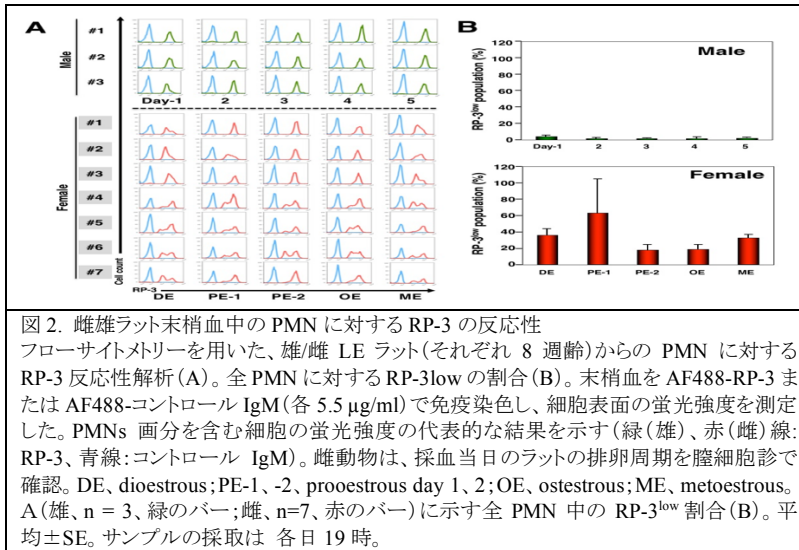 A
B
Male
#1
#2
#3
Day-1 2 3 4 5
Female
#1
#2
#3
#4
#5
#6
#7
Cell count
RP-3
DE PE-1 PE-2 OE ME
RP-3low population (%)
120
100
80
60
40
20
0
Male
Day-1 2 3 4 5
RP-3low population (%)
120
100
80
60
40
20
0
Female
DE PE-1 PE-2 OE ME
図 2. 雌雄ラット末梢血中の PMN に対する RP-3 の反応性
フローサイトメトリーを用いた、雄/雌 LE ラット(それぞれ 8 週齢)からの PMN に対する
RP-3 反応性解析(A)。全 PMN に対する RP-3low の割合(B)。末梢血を AF488-RP-3 ま
たは AF488-コントロール IgM(各 5.5 µg/ml)で免疫染色し、細胞表面の蛍光強度を測定
した。PMNs 画分を含む細胞の蛍光強度の代表的な結果を示す(緑(雄)、赤(雌)線:
RP-3、青線:コントロール IgM)。雌動物は、採血当日のラットの排卵周期を膣細胞診で
確認。DE、dioestrous;PE-1、-2、prooestrous day 1、2;OE、ostestrous;ME、metoestrous。
A(雄、n = 3、緑のバー;雌、n=7、赤のバー)に示す全 PMN 中の RP-3low 割合(B)。平
均±SE。サンプルの採取は 各日 19 時。